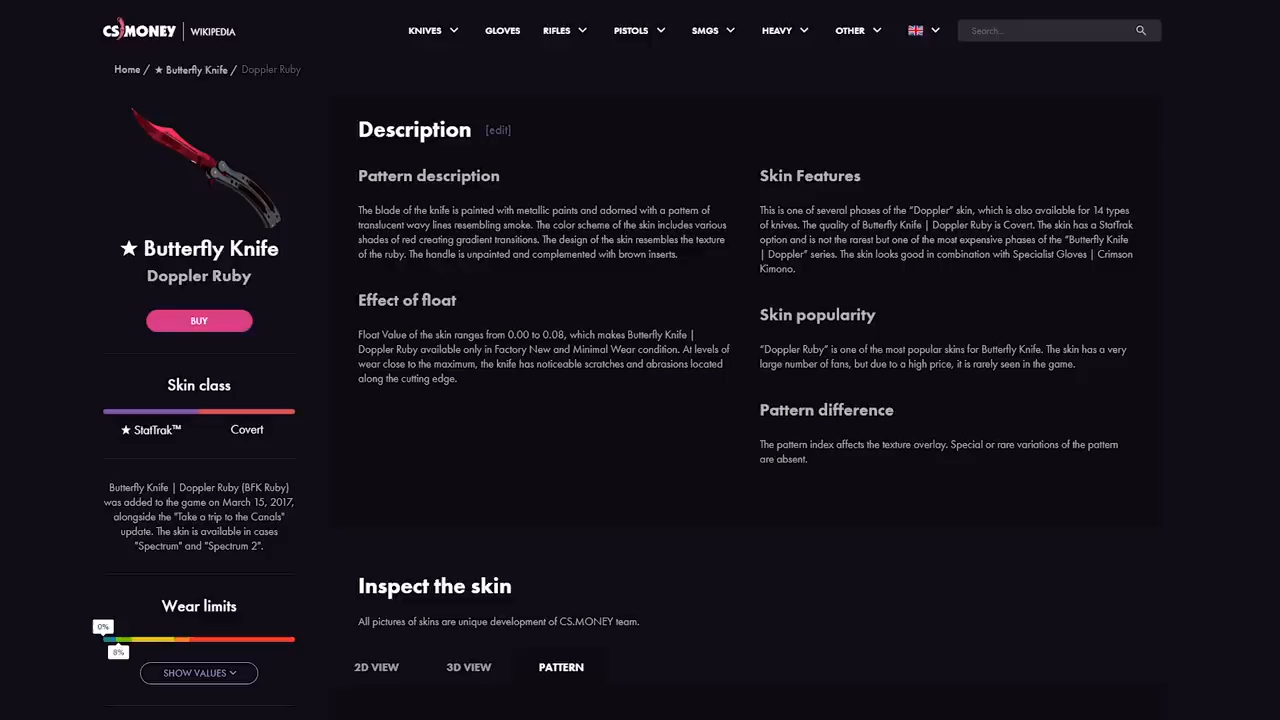 CS.MONEY WIKIPEDIA
KNIVES GLOVES RIFLES PISTOLS SMGS HEAVY OTHER Search...
Home / ★ Butterfly Knife / Doppler Ruby
★ Butterfly Knife
Doppler Ruby
BUY
Skin class
★ StatTrak™ Covert
Butterfly Knife | Doppler Ruby (BFK Ruby)
was added to the game on March 15, 2017,
alongside the "Take a trip to the Canals"
update. The skin is available in cases
"Spectrum" and "Spectrum 2".
Wear limits
0%
8%
SHOW VALUES
Description [edit]
Pattern description
The blade of the knife is painted with metallic paints and adorned with a pattern of
translucent wavy lines resembling smoke. The color scheme of the skin includes various
shades of red creating gradient transitions. The design of the skin resembles the texture
of the ruby. The handle is unpainted and complemented with brown inserts.
Effect of float
Float Value of the skin ranges from 0.00 to 0.08, which makes Butterfly Knife |
Doppler Ruby available only in Factory New and Minimal Wear condition. At levels of
wear close to the maximum, the knife has noticeable scratches and abrasions located
along the cutting edge.
Skin Features
This is one of several phases of the “Doppler” skin, which is also available for 14 types
of knives. The quality of Butterfly Knife | Doppler Ruby is Covert. The skin has a StatTrak
option and is not the rarest but one of the most expensive phases of the “Butterfly Knife
| Doppler” series. The skin looks good in combination with Specialist Gloves | Crimson
Kimono.
Skin popularity
“Doppler Ruby” is one of the most popular skins for Butterfly Knife. The skin has a very
large number of fans, but due to a high price, it is rarely seen in the game.
Pattern difference
The pattern index affects the texture overlay. Special or rare variations of the pattern
are absent.
Inspect the skin
All pictures of skins are unique development of CS.MONEY team.
2D VIEW 3D VIEW PATTERN